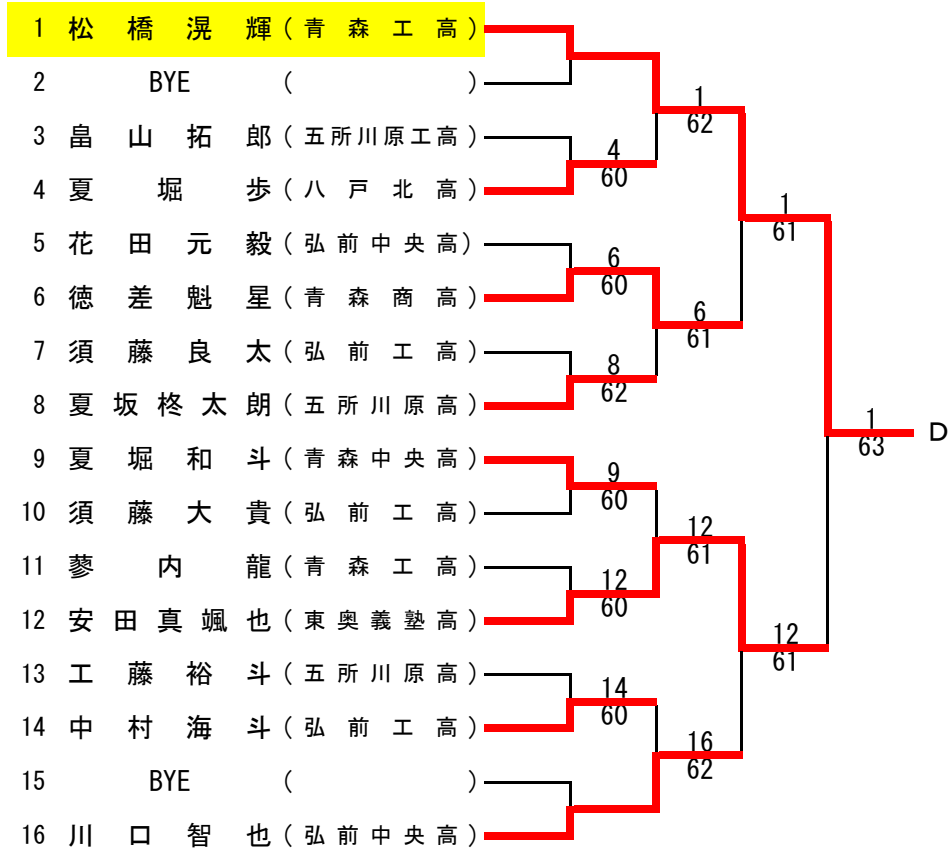 1 松橋滉輝(青森工高)
2 BYE ( )
1
62
3 畠山拓郎(五所川原工高)
4
60
4 夏堀歩(八戸北高)
1
61
5 花田元毅(弘前中央高)
6
60
6 徳差魁星(青森商高)
6
61
7 須藤良太(弘前工高)
8
62
8 夏坂柊太朗(五所川原高)
1
63
D
9 夏堀和斗(青森中央高)
9
60
10 須藤大貴(弘前工高)
12
61
11 蓼内龍(青森工高)
12
60
12 安田真颯也(東奥義塾高)
12
61
13 工藤裕斗(五所川原高)
14
60
14 中村海斗(弘前工高)
16
62
15 BYE ( )
16 川口智也(弘前中央高)